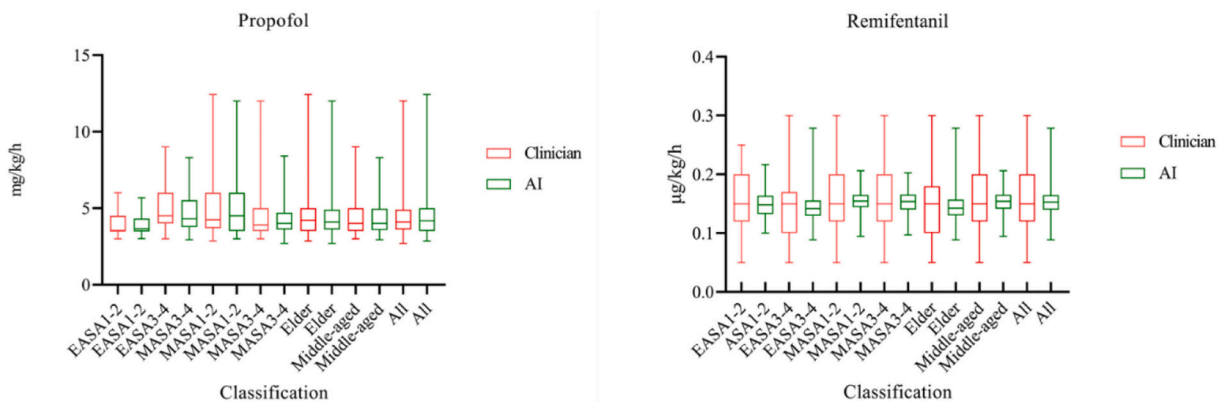 Propofol
15
10
5
0
mg/kg/h
EASA1-2
EASA1-2
EASA3-4
MASA3-4
MASA1-2
MASA1-2
MASA3-4
MASA3-4
Elder
Elder
Middle-aged
Middle-aged
All
All
Classification
Clinician
AI
Remifentanil
0.4
0.3
0.2
0.1
0.0
µg/kg/h
EASA1-2
ASA1-2
EASA3-4
EASA3-4
MASA1-2
MASA1-2
MASA3-4
MASA3-4
Elder
Elder
Middle-aged
Middle-aged
All
All
Classification
Clinician
AI